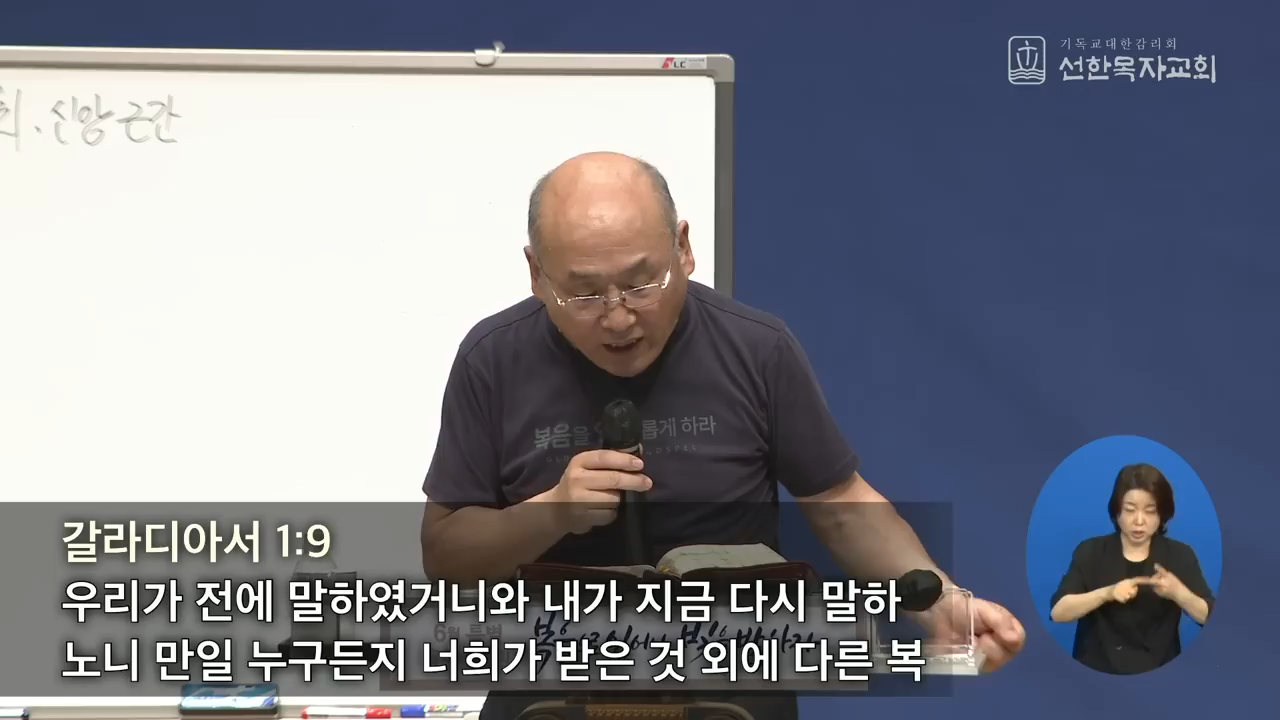 기독교대한감리회
선한목자교회
회. 신앙 근간
복음을 롭게 하라
갈라디아서 1:9
우리가 전에 말하였거니와 내가 지금 다시 말하
노니 만일 누구든지 너희가 받은 것 외에 다른 복